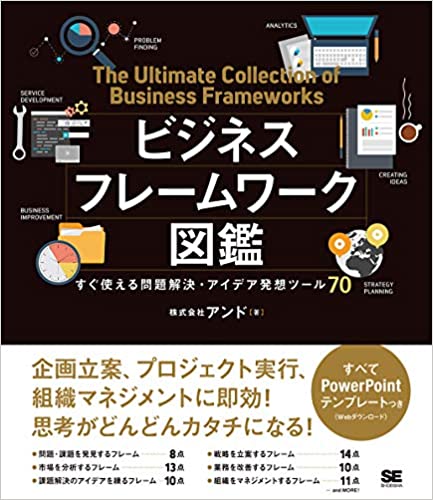 PROBLEM
FINDING
ANALYTICS
The Ultimate Collection of
Business Frameworks
SERVICE
DEVELOPMENT
ビジネス
フレームワーク
図鑑
CREATING
IDEAS
BUSINESS
IMPROVEMENT
すぐ使える問題解決・アイデア発想ツール70
STRATEGY
PLANNING
株式会社アンド[著]
企画立案、プロジェクト実行、
組織マネジメントに即効!
思考がどんどんカタチになる!
すべて
PowerPoint
テンプレートつき
(Webダウンロード)
●問題・課題を発見するフレーム 8点
●市場を分析するフレーム 13点
●課題解決のアイデアを練るフレーム 10点
●戦略を立案するフレーム 14点
●業務を改善するフレーム 10点
●組織をマネジメントするフレーム 11点
— and MORE!
SE
SHOEISHA